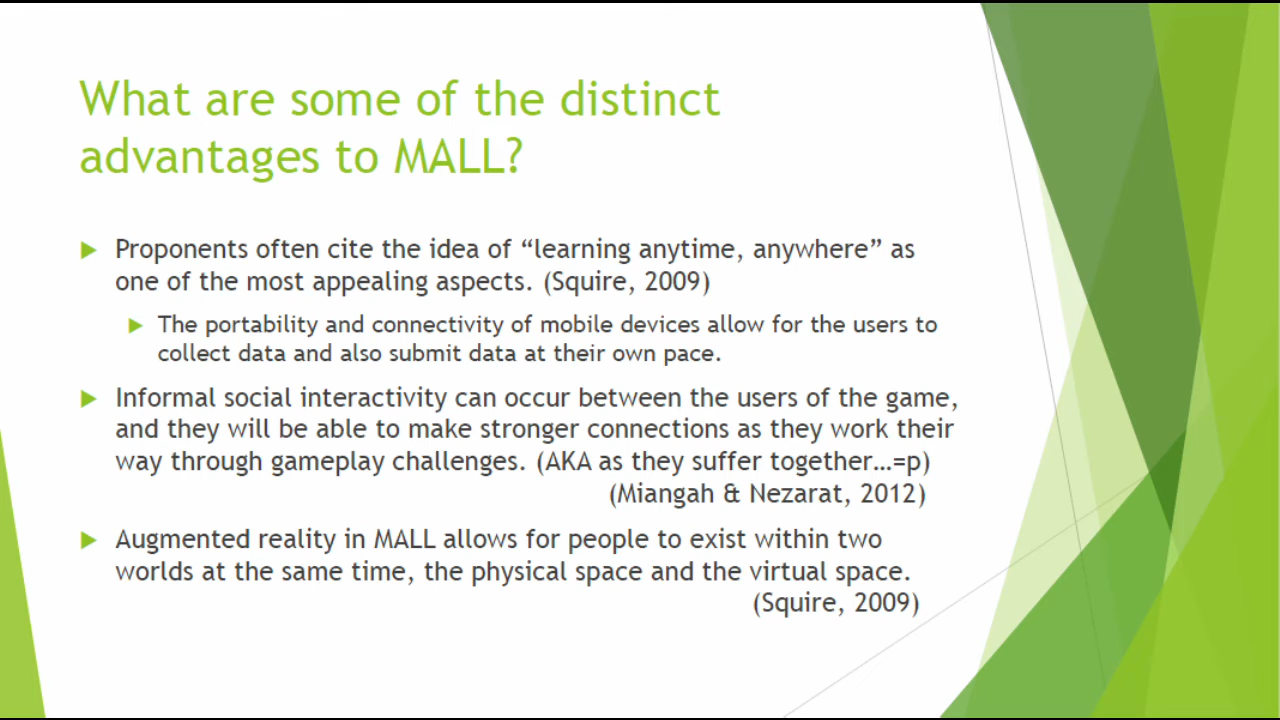 What are some of the distinct
advantages to MALL?
Proponents often cite the idea of “learning anytime, anywhere” as
one of the most appealing aspects. (Squire, 2009)
The portability and connectivity of mobile devices allow for the users to
collect data and also submit data at their own pace.
Informal social interactivity can occur between the users of the game,
and they will be able to make stronger connections as they work their
way through gameplay challenges. (AKA as they suffer together…=p)
(Miangah & Nezarat, 2012)
Augmented reality in MALL allows for people to exist within two
worlds at the same time, the physical space and the virtual space.
(Squire, 2009)